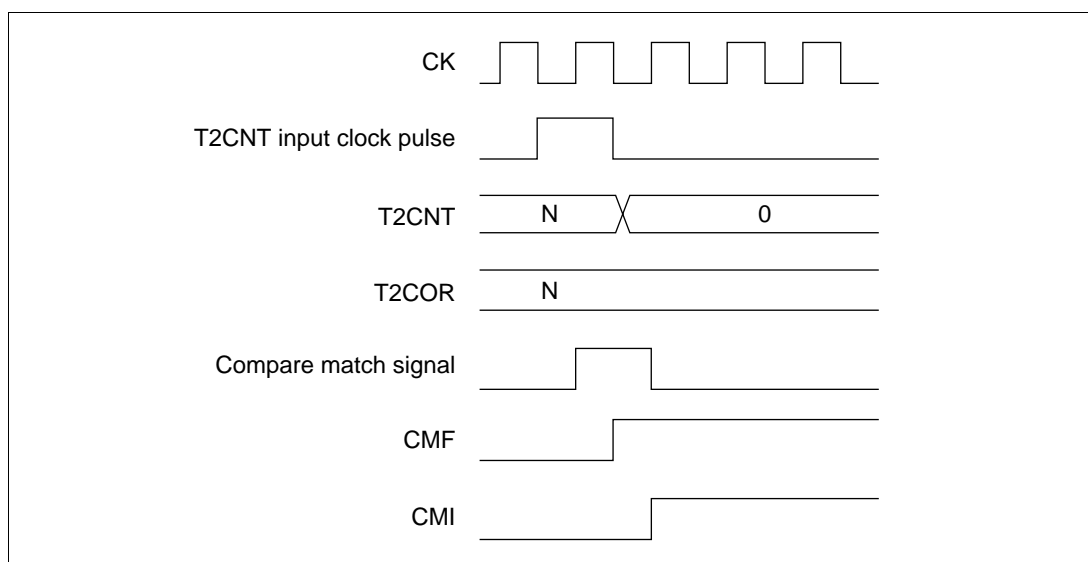 CK
T2CNT input clock pulse
T2CNT
N
0
T2COR
N
Compare match signal
CMF
CMI